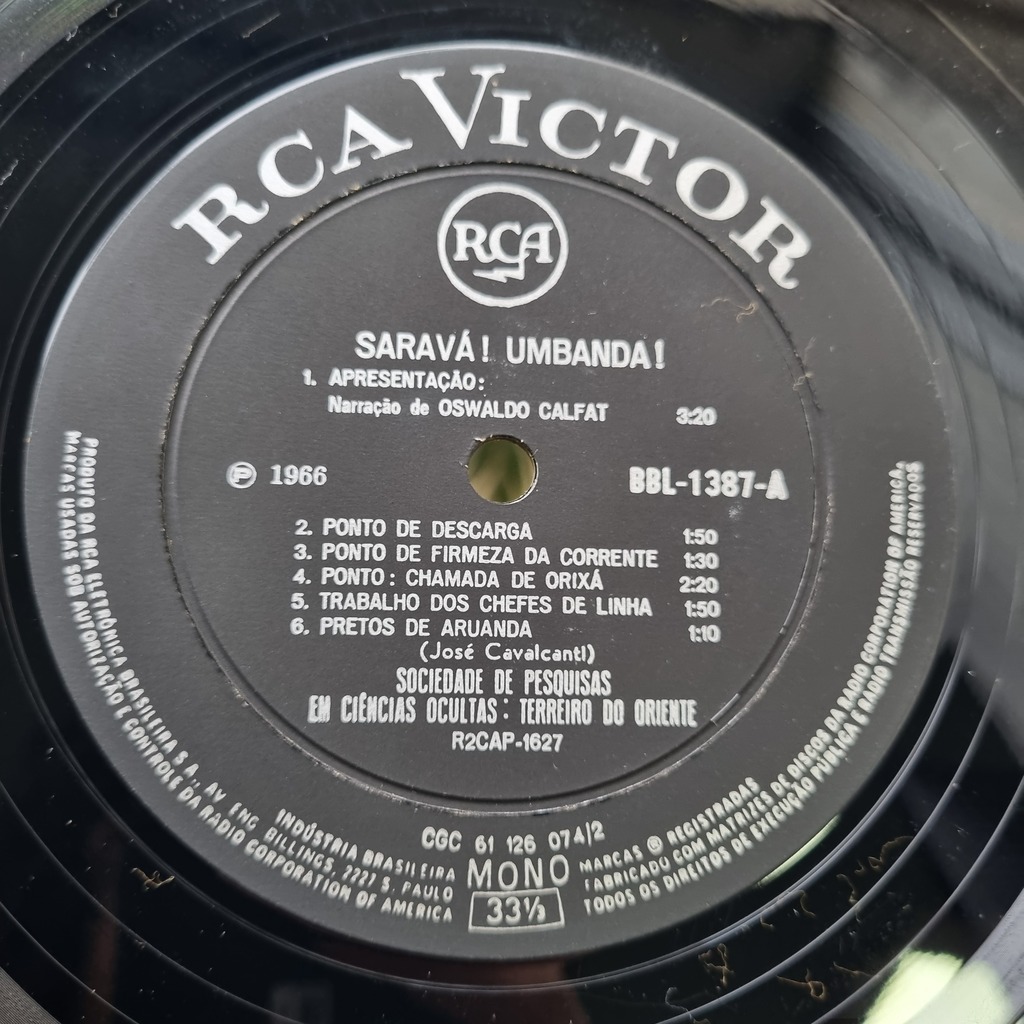 RCA VICTOR
RCA
SARAVÁ! UMBANDA!
1. APRESENTAÇÃO:
Narração de OSWALDO CALFAT 3:20
Ⓟ 1966
BBL-1387-A
2. PONTO DE DESCARGA 1:50
3. PONTO DE FIRMEZA DA CORRENTE 1:30
4. PONTO: CHAMADA DE ORIXÁ 2:20
5. TRABALHO DOS CHEFES DE LINHA 1:50
6. PRETOS DE ARUANDA 1:10
(José Cavalcanti)
SOCIEDADE DE PESQUISAS
EM CIÊNCIAS OCULTAS: TERREIRO DO ORIENTE
R2CAP-1627
PRODUTO DA RCA ELETRÔNICA BRASILEIRA S.A., AV. ENG. BILLINGS, 2227 S. PAULO
MARCAS USADAS SOB AUTORIZAÇÃO E CONTROLE DA RADIO CORPORATION OF AMERICA
INDÚSTRIA BRASILEIRA
CGC 61 126 074/2
MONO
33⅓
MARCAS ® REGISTRADAS
FABRICADO COM MATRIZES DE DISCOS DA RADIO CORPORATION OF AMERICA.
TODOS OS DIREITOS DE EXECUÇÃO PÚBLICA E RADIO TRANSMISSÃO RESERVADOS